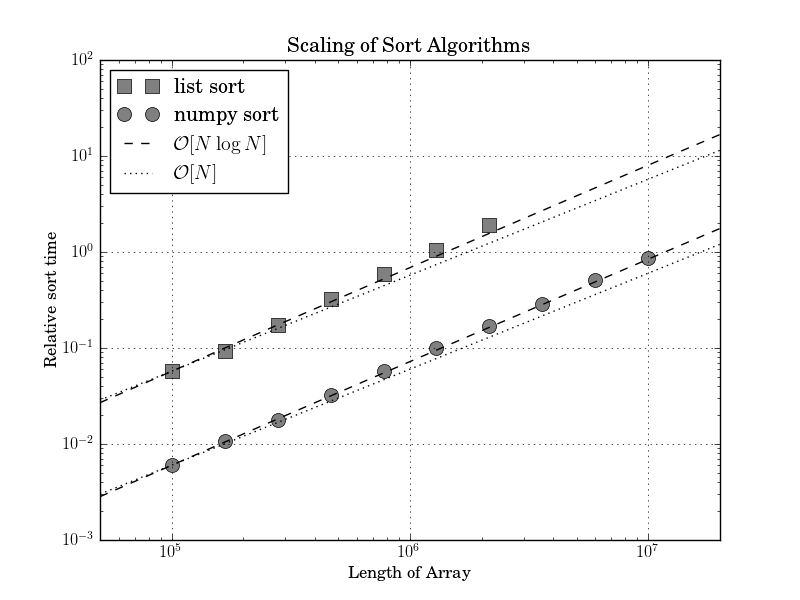 Scaling of Sort Algorithms
list sort
numpy sort
𝒪[N log N]
𝒪[N]
10²
10¹
10⁰
10⁻¹
10⁻²
10⁻³
Relative sort time
10⁵ 10⁶ 10⁷
Length of Array